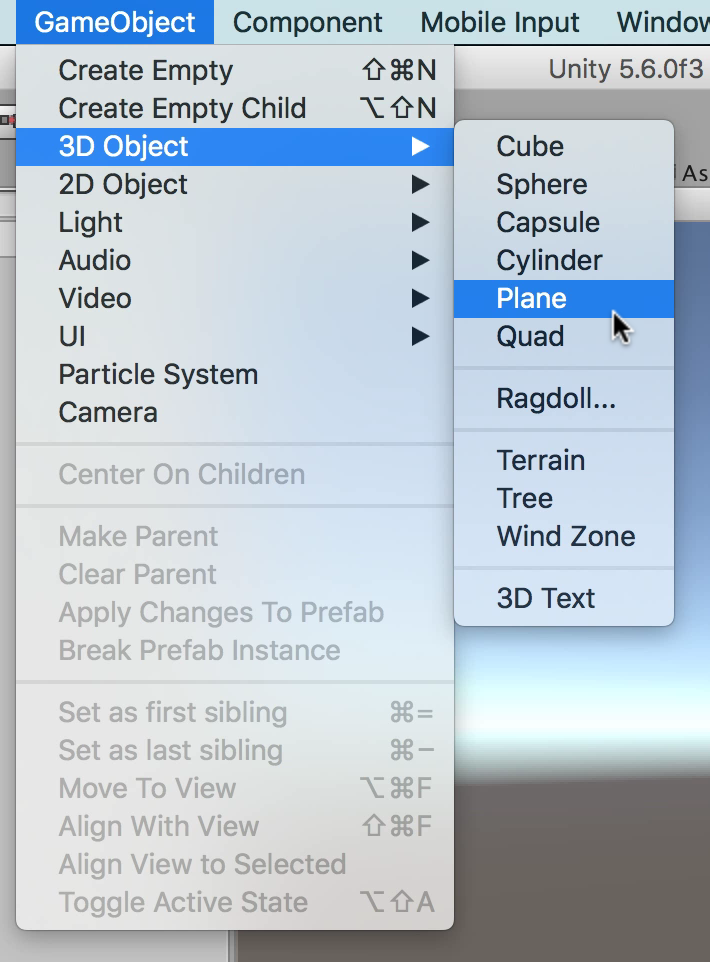 GameObject Component Mobile Input Window
Unity 5.6.0f3
Create Empty ⇧⌘N
Create Empty Child ⌥⇧N
3D Object ▶
2D Object ▶
Light ▶
Audio ▶
Video ▶
UI ▶
Particle System
Camera
Center On Children
Make Parent
Clear Parent
Apply Changes To Prefab
Break Prefab Instance
Set as first sibling ⌘=
Set as last sibling ⌘−
Move To View ⌥⌘F
Align With View ⇧⌘F
Align View to Selected
Toggle Active State ⌥⇧A
Cube
Sphere
Capsule
Cylinder
Plane
Quad
Ragdoll...
Terrain
Tree
Wind Zone
3D Text
As